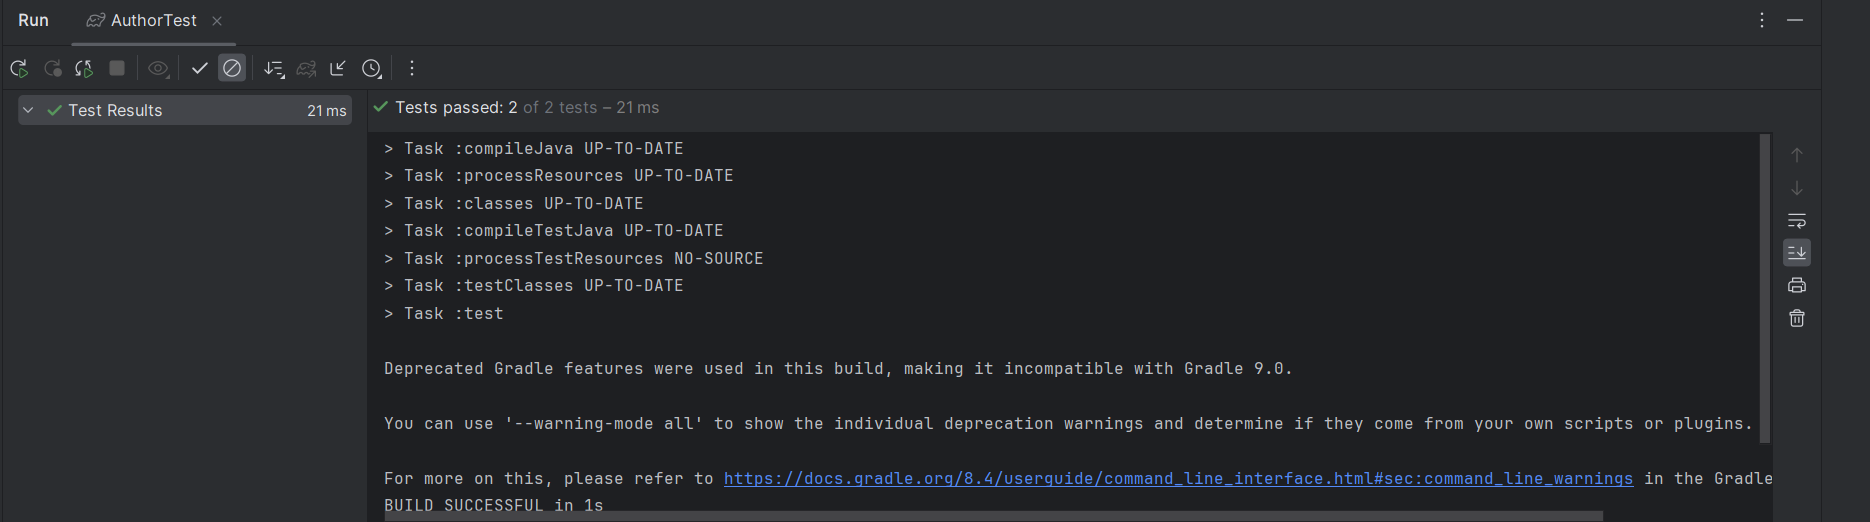 Run AuthorTest
Test Results 21 ms
Tests passed: 2 of 2 tests – 21 ms
> Task :compileJava UP-TO-DATE
> Task :processResources UP-TO-DATE
> Task :classes UP-TO-DATE
> Task :compileTestJava UP-TO-DATE
> Task :processTestResources NO-SOURCE
> Task :testClasses UP-TO-DATE
> Task :test
Deprecated Gradle features were used in this build, making it incompatible with Gradle 9.0.
You can use '--warning-mode all' to show the individual deprecation warnings and determine if they come from your own scripts or plugins.
For more on this, please refer to https://docs.gradle.org/8.4/userguide/command_line_interface.html#sec:command_line_warnings in the Gradle
BUILD SUCCESSFUL in 1s